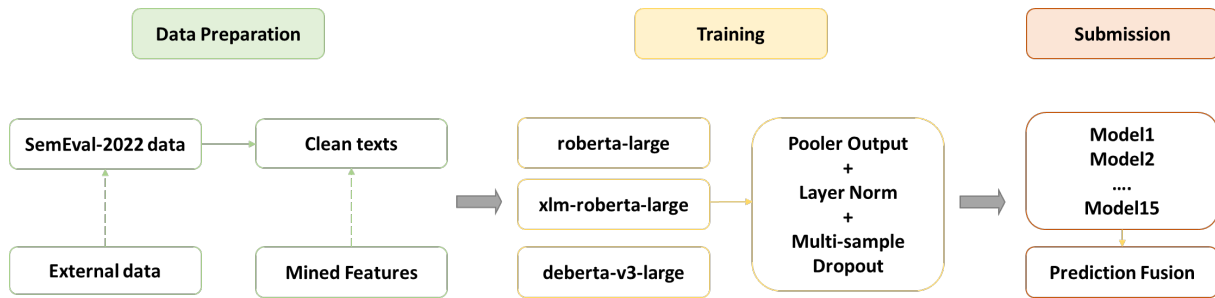 Data Preparation
Training
Submission
SemEval-2022 data
Clean texts
External data
Mined Features
roberta-large
xlm-roberta-large
deberta-v3-large
Pooler Output
+
Layer Norm
+
Multi-sample
Dropout
Model1
Model2
....
Model15
Prediction Fusion